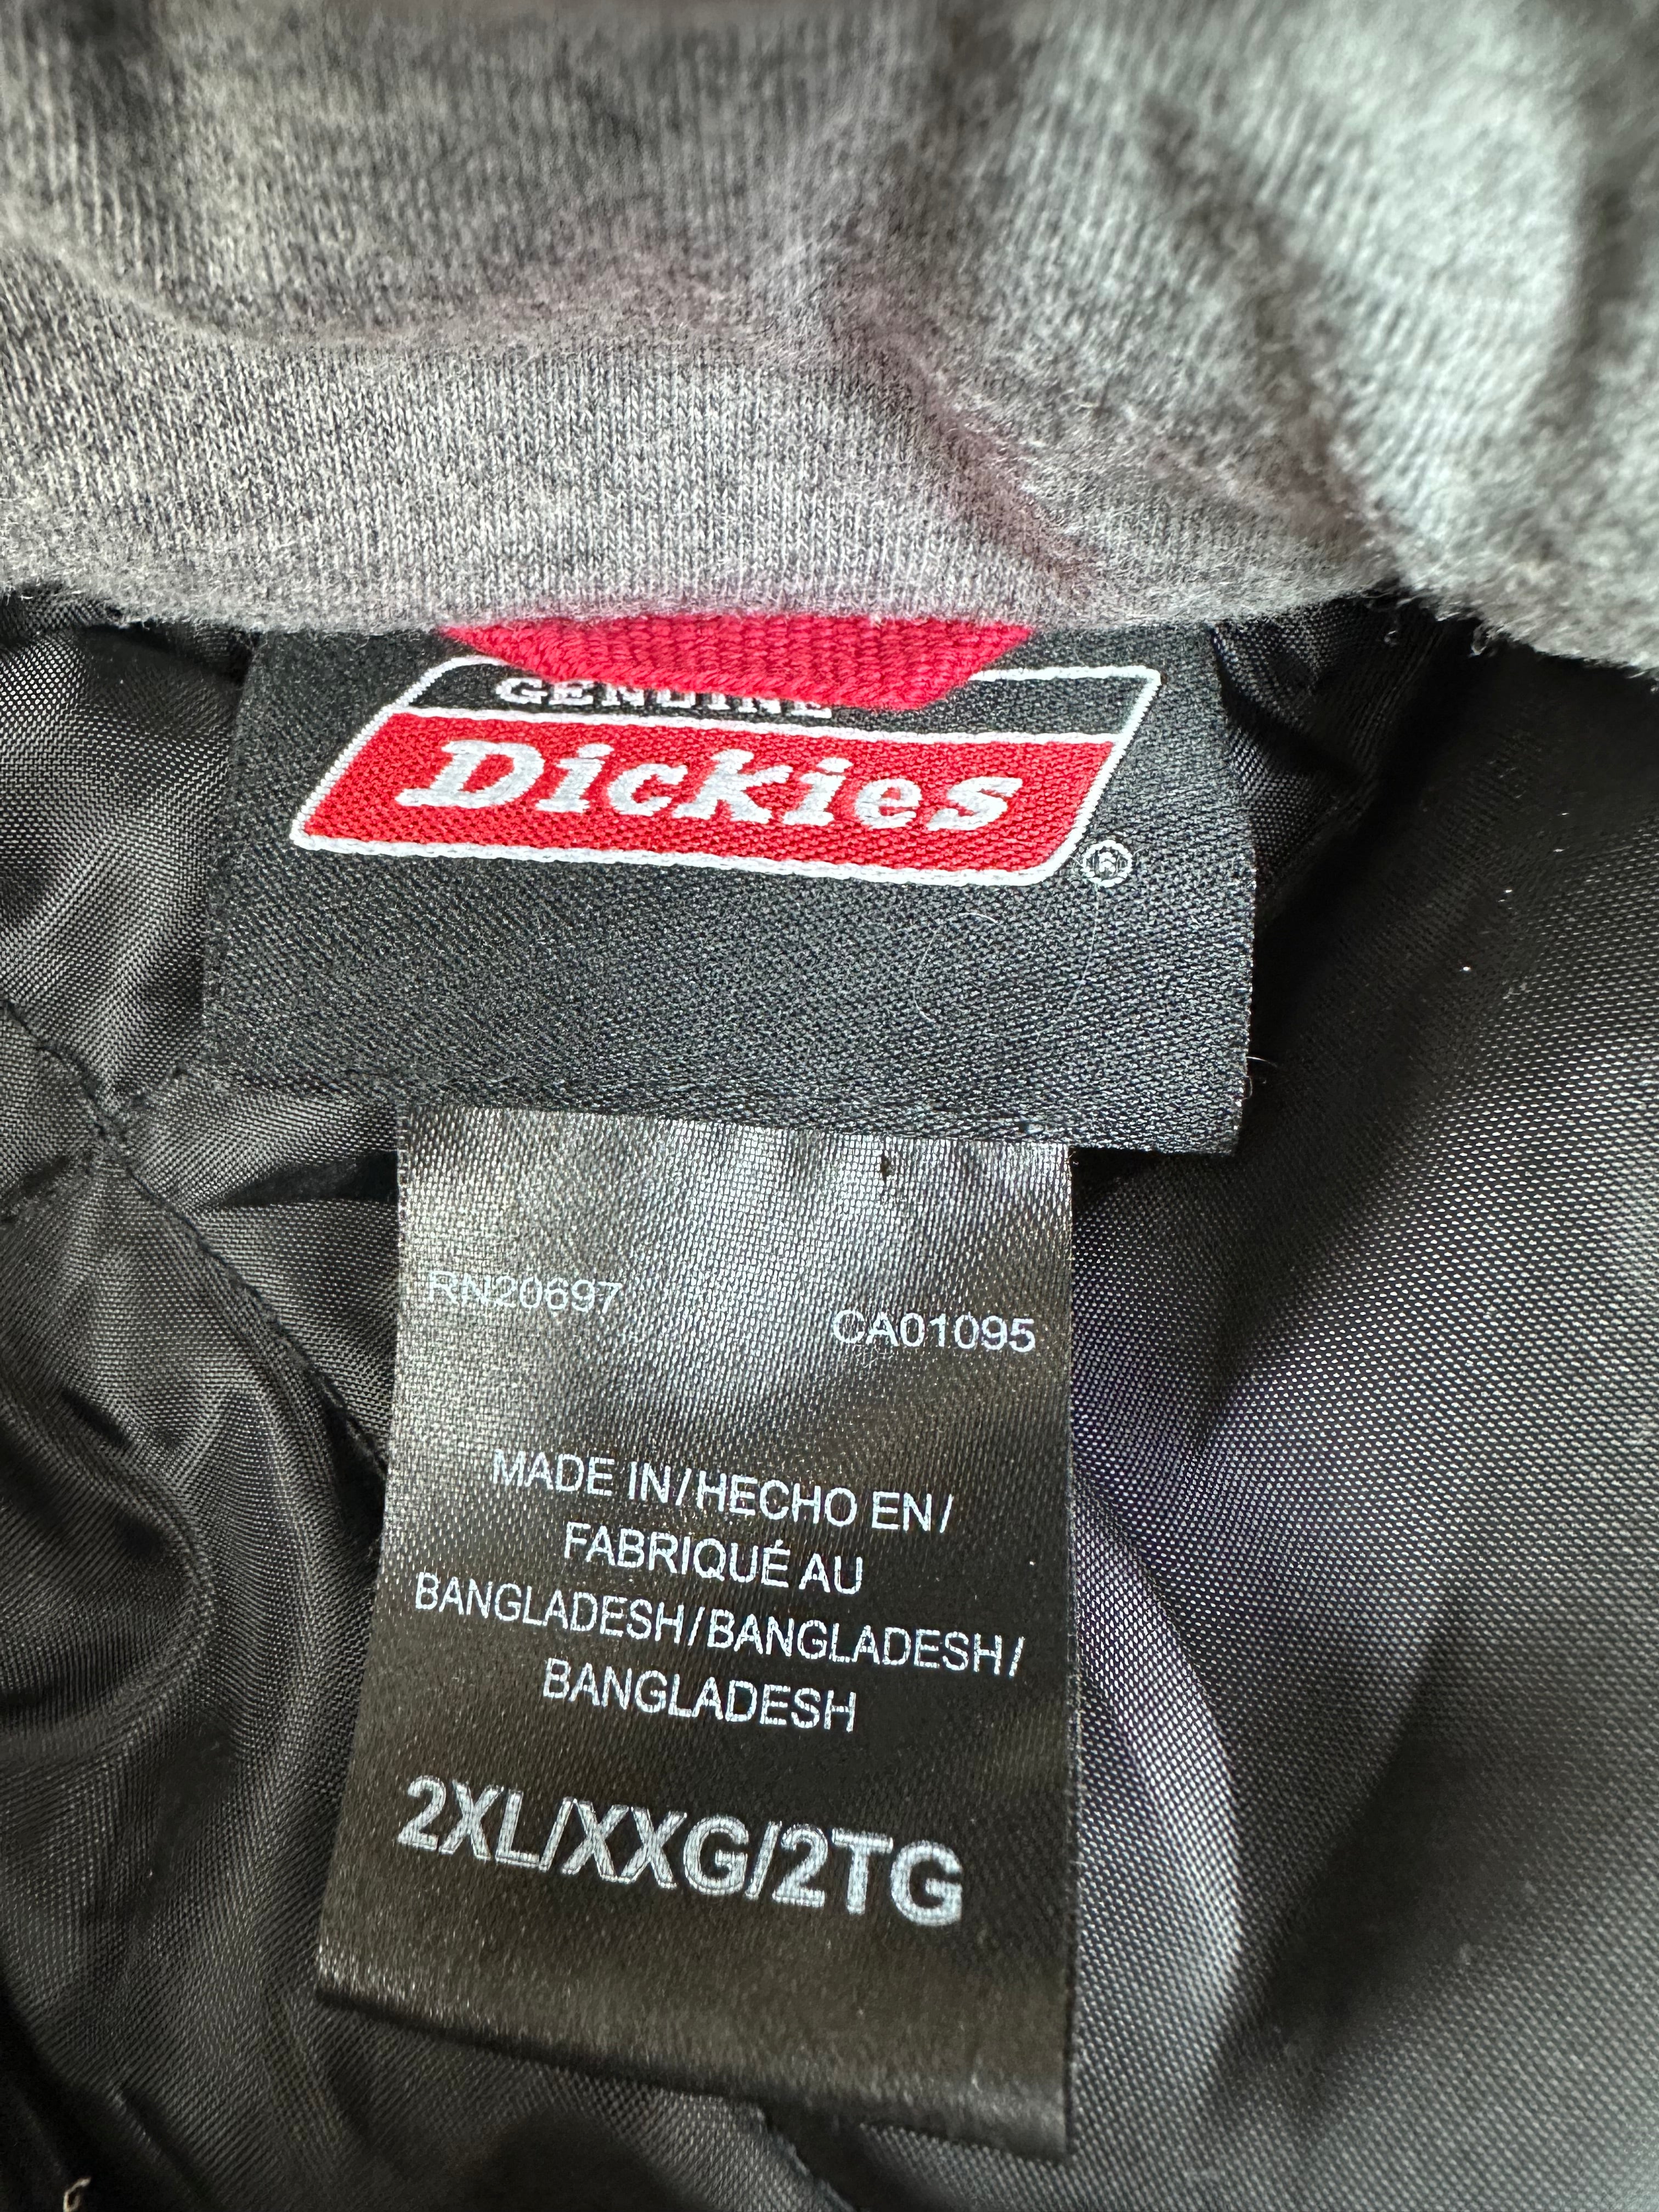 GENUINE
Dickies
®
RN20697
CA01095
MADE IN/HECHO EN/
FABRIQUÉ AU
BANGLADESH/BANGLADESH/
BANGLADESH
2XL/XXG/2TG